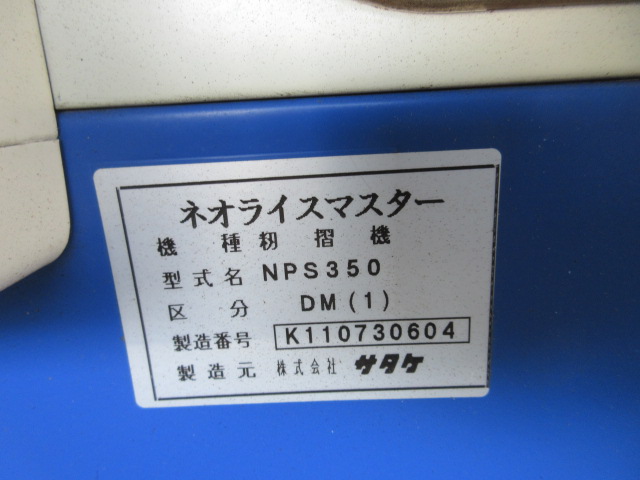 ネオライスマスター
機種 籾摺機
型式名 NPS350
区分 DM(1)
製造番号 K110730604
製造元 株式会社 サタケ